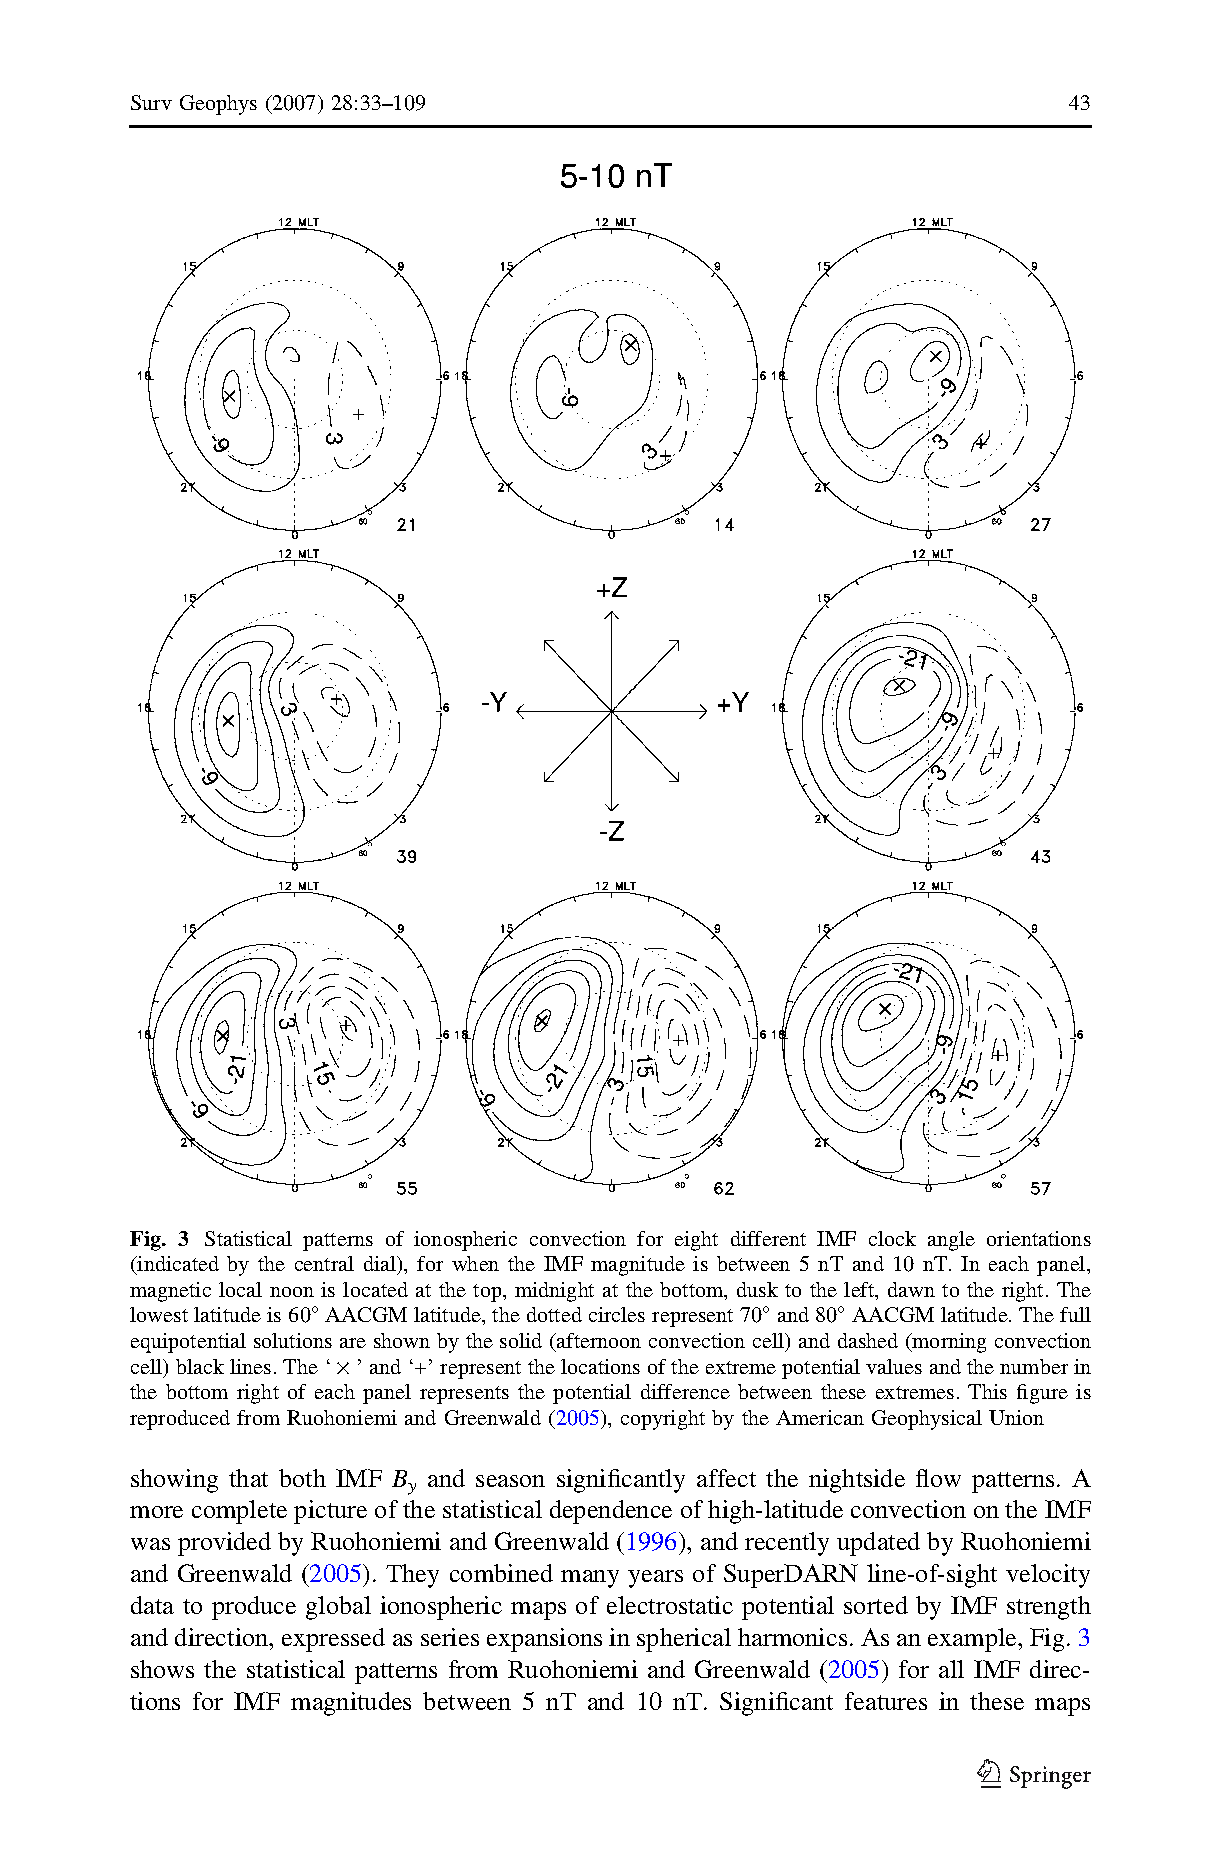 Surv Geophys (2007) 28:33–109 43
5-10 nT
12 MLT 12 MLT 12 MLT
15 9 15 9 15 9
18 6 18 6 18 6
-9 3 -9 3 -9 3
21 3 21 3 21 3
0 60° 21 0 60° 14 0 60° 27
12 MLT 12 MLT
+Z
15 9 15 9
-21
18 3 6 -Y +Y 18 -9 6
-9 3
21 3 21 3
-Z
0 60° 39 0 60° 43
12 MLT 12 MLT 12 MLT
15 9 15 9 15 9
-21
18 3 6 18 6 18 -9 6
-21 15 -21 15
-9 -9 3 3 15
21 3 21 3 21 3
0 60° 55 0 60° 62 0 60° 57
Fig. 3 Statistical patterns of ionospheric convection for eight different IMF clock angle orientations
(indicated by the central dial), for when the IMF magnitude is between 5 nT and 10 nT. In each panel,
magnetic local noon is located at the top, midnight at the bottom, dusk to the left, dawn to the right. The
lowest latitude is 60° AACGM latitude, the dotted circles represent 70° and 80° AACGM latitude. The full
equipotential solutions are shown by the solid (afternoon convection cell) and dashed (morning convection
cell) black lines. The ‘ × ’ and ‘+’ represent the locations of the extreme potential values and the number in
the bottom right of each panel represents the potential difference between these extremes. This figure is
reproduced from Ruohoniemi and Greenwald (2005), copyright by the American Geophysical Union
showing that both IMF By and season significantly affect the nightside flow patterns. A
more complete picture of the statistical dependence of high-latitude convection on the IMF
was provided by Ruohoniemi and Greenwald (1996), and recently updated by Ruohoniemi
and Greenwald (2005). They combined many years of SuperDARN line-of-sight velocity
data to produce global ionospheric maps of electrostatic potential sorted by IMF strength
and direction, expressed as series expansions in spherical harmonics. As an example, Fig. 3
shows the statistical patterns from Ruohoniemi and Greenwald (2005) for all IMF direc-
tions for IMF magnitudes between 5 nT and 10 nT. Significant features in these maps
Springer